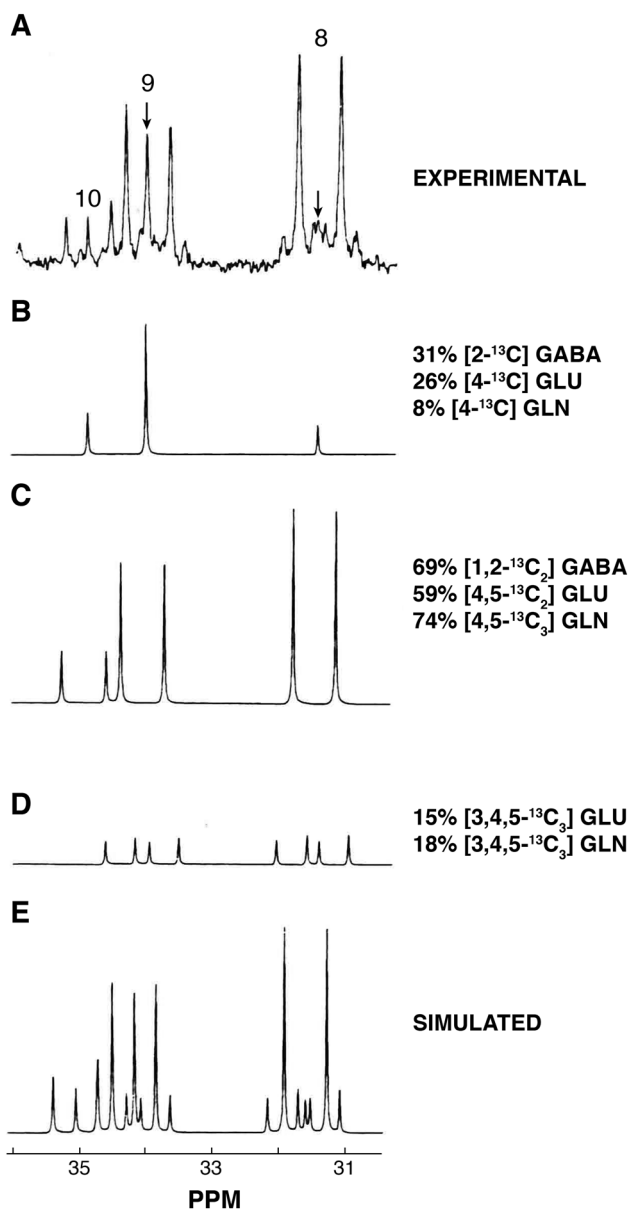 A
8
9
10
EXPERIMENTAL
B
31% [2-¹³C] GABA
26% [4-¹³C] GLU
8% [4-¹³C] GLN
C
69% [1,2-¹³C₂] GABA
59% [4,5-¹³C₂] GLU
74% [4,5-¹³C₃] GLN
D
15% [3,4,5-¹³C₃] GLU
18% [3,4,5-¹³C₃] GLN
E
SIMULATED
35 33 31
PPM